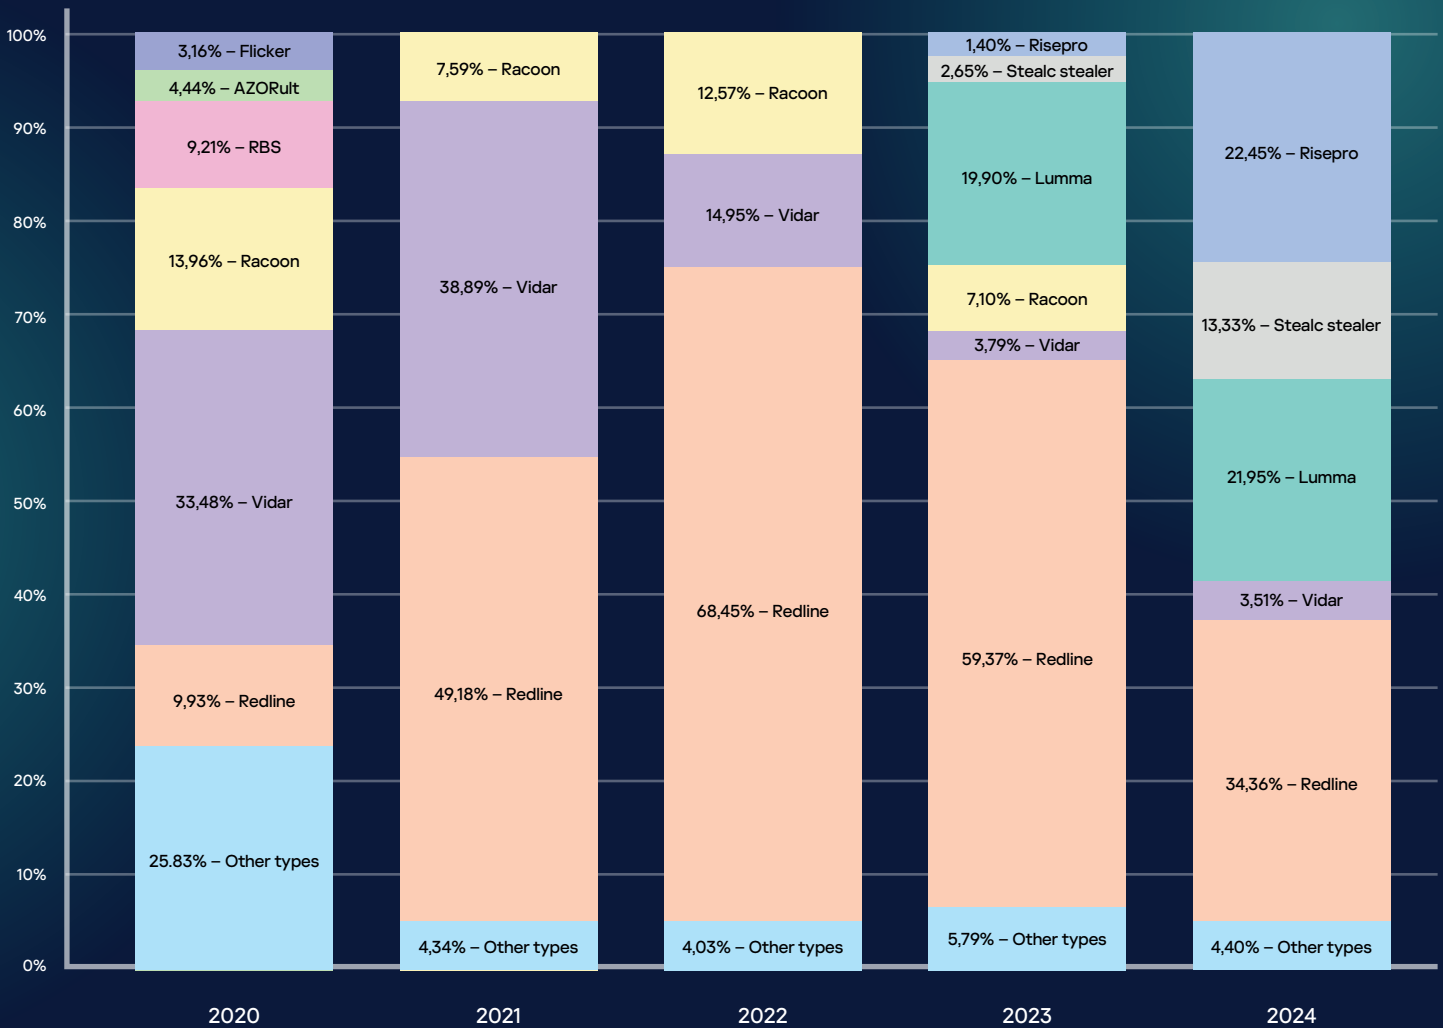 100%
90%
80%
70%
60%
50%
40%
30%
20%
10%
0%
3,16% – Flicker
4,44% – AZORult
9,21% – RBS
13,96% – Racoon
33,48% – Vidar
9,93% – Redline
25.83% – Other types
7,59% – Racoon
38,89% – Vidar
49,18% – Redline
4,34% – Other types
12,57% – Racoon
14,95% – Vidar
68,45% – Redline
4,03% – Other types
1,40% – Risepro
2,65% – Stealc stealer
19,90% – Lumma
7,10% – Racoon
3,79% – Vidar
59,37% – Redline
5,79% – Other types
22,45% – Risepro
13,33% – Stealc stealer
21,95% – Lumma
3,51% – Vidar
34,36% – Redline
4,40% – Other types
2020
2021
2022
2023
2024